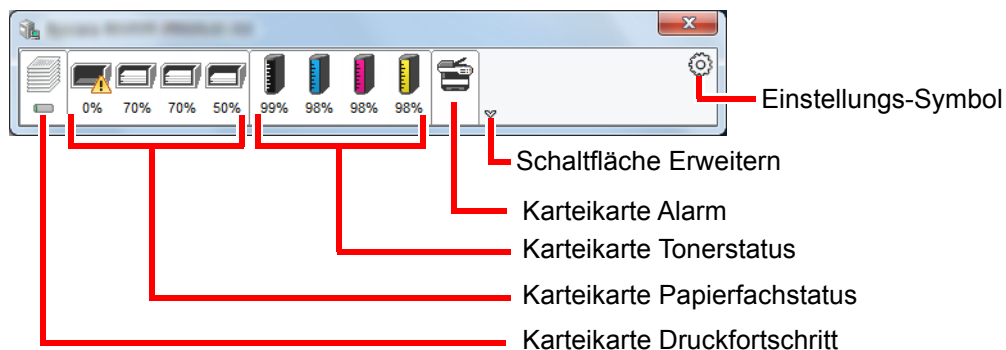 0% 70% 70% 50% 99% 98% 98% 98%
Einstellungs-Symbol
Schaltfläche Erweitern
Karteikarte Alarm
Karteikarte Tonerstatus
Karteikarte Papierfachstatus
Karteikarte Druckfortschritt